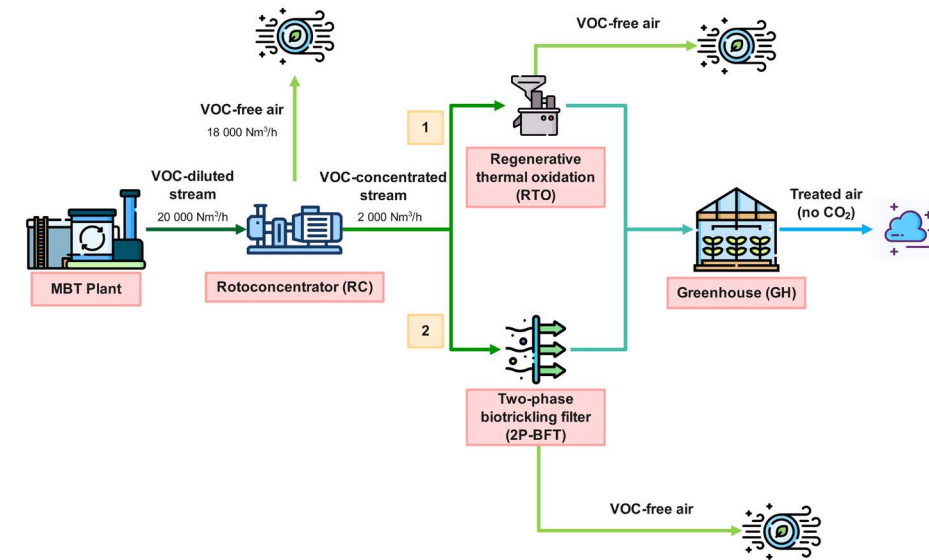 VOC-free air
VOC-free air
18 000 Nm³/h
1
Regenerative
thermal oxidation
(RTO)
VOC-diluted
stream
20 000 Nm³/h
VOC-concentrated
stream
2 000 Nm³/h
Treated air
(no CO₂)
MBT Plant
Rotoconcentrator (RC)
Greenhouse (GH)
2
Two-phase
biotrickling filter
(2P-BFT)
VOC-free air